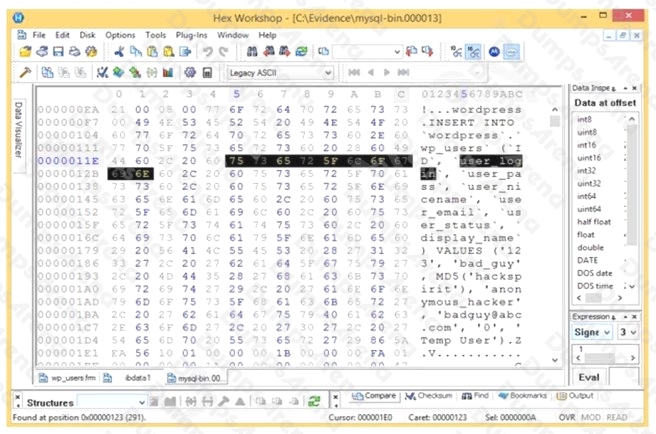 Hex Workshop - [C:\Evidence\mysql-bin.000013]
File Edit Disk Options Tools Plug-Ins Window Help
Legacy ASCII
0 1 2 3 4 5 6 7 8 9 A B C 0123456789ABC
000000EA 21 00 08 00 77 6F 72 64 70 72 65 73 73 !...wordpress
000000F7 00 49 4E 53 45 52 54 20 49 4E 54 4F 20 .INSERT INTO
00000104 60 77 6F 72 64 70 72 65 73 73 60 2E 60 `wordpress`.`
00000111 77 70 5F 75 73 65 72 73 60 20 28 60 49 wp_users` (`I
0000011E 44 60 2C 20 60 75 73 65 72 5F 6C 6F 67 D`, `user_log
0000012B 69 6E 60 2C 20 60 75 73 65 72 5F 70 61 in`, `user_pa
00000138 73 73 60 2C 20 60 75 73 65 72 5F 6E 69 ss`, `user_ni
00000145 63 65 6E 61 6D 65 60 2C 20 60 75 73 65 cename`, `use
00000152 72 5F 65 6D 61 69 6C 60 2C 20 60 75 73 r_email`, `us
0000015F 65 72 5F 73 74 61 74 75 73 60 2C 20 60 er_status`, `
0000016C 64 69 73 70 6C 61 79 5F 6E 61 6D 65 60 display_name`
00000179 29 20 56 41 4C 55 45 53 20 28 27 31 32 ) VALUES ('12
00000186 33 27 2C 20 27 62 61 64 5F 67 75 79 27 3', 'bad_guy'
00000193 2C 20 4D 44 35 28 27 68 61 63 6B 73 70 , MD5('hacksp
000001A0 69 72 69 74 27 29 2C 20 27 61 6E 6F 6E irit'), 'anon
000001AD 79 6D 6F 75 73 5F 68 61 63 6B 65 72 27 ymous_hacker'
000001BA 2C 20 27 62 61 64 67 75 79 40 61 62 63 , 'badguy@abc
000001C7 2E 63 6F 6D 27 2C 20 27 30 27 2C 20 27 .com', '0', '
000001D4 54 65 6D 70 20 55 73 65 72 27 29 86 5A Temp User').Z
000001E1 EA 56 10 01 00 00 00 1B 00 00 00 FA 01 .V...........
Data Visualizer
Data Inspe
Data at offset
int8
uint8
int16
uint16
int32
uint32
int64
uint64
half float
float
double
DATE
DOS date
DOS time
Expression
Signe 3
1
Eval
wp_users.frm ibdata1 mysql-bin.00...
Structures
Compare Checksum Find Bookmarks Output
Found at position 0x00000123 (291). Cursor: 000001E0 Caret: 00000123 Sel: 0000000A OVR MOD READ